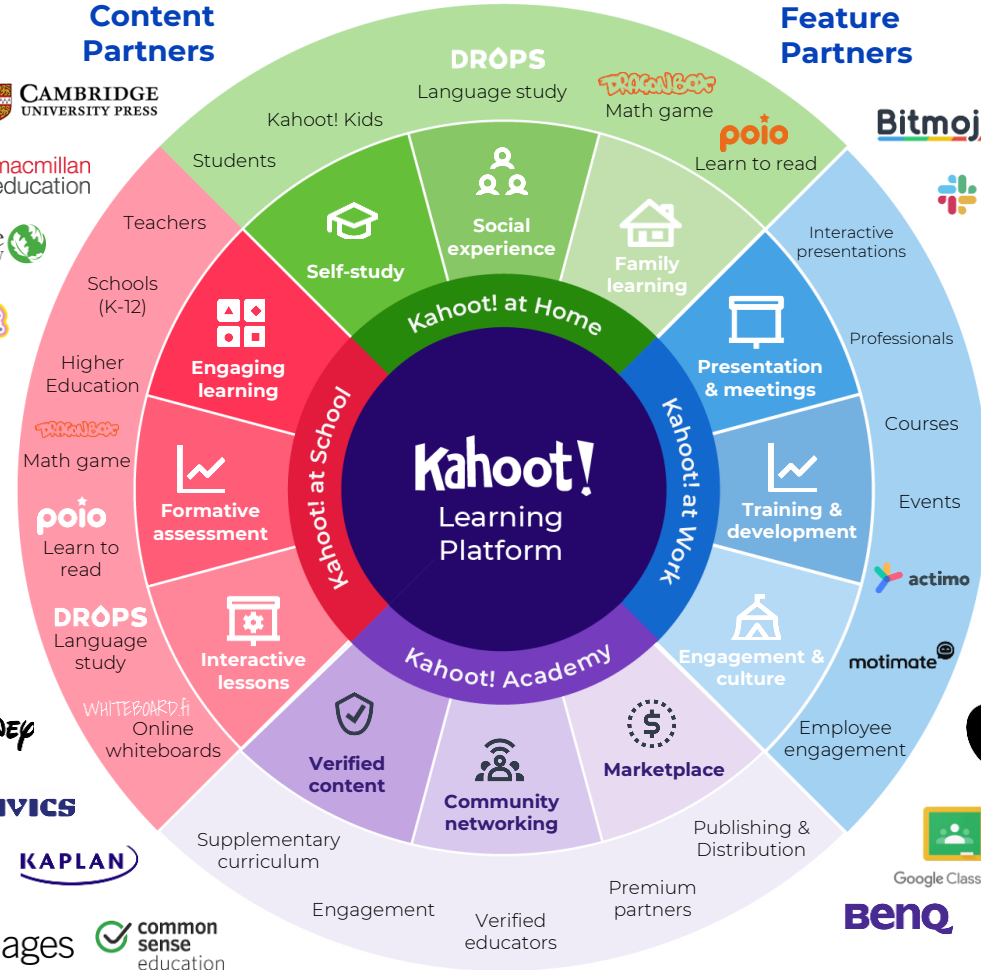 Content
Partners
Feature
Partners
CAMBRIDGE
UNIVERSITY PRESS
macmillan
education
Bitmoj
DROPS
Language study
DRAGONBOX
Math game
poio
Learn to read
Kahoot! Kids
Students
Self-study
Social
experience
Family
learning
Kahoot! at Home
Teachers
Schools
(K-12)
Higher
Education
DRAGONBOX
Math game
poio
Learn to
read
DROPS
Language
study
WHITEBOARD.fi
Online
whiteboards
Engaging
learning
Formative
assessment
Interactive
lessons
Kahoot! at School
Kahoot!
Learning
Platform
Kahoot! at Work
Presentation
& meetings
Training &
development
Engagement &
culture
Interactive
presentations
Professionals
Courses
Events
actimo
motimate
Employee
engagement
Kahoot! Academy
Verified
content
Community
networking
Marketplace
Supplementary
curriculum
Engagement
Verified
educators
Premium
partners
Publishing &
Distribution
NEY
IVICS
KAPLAN
ages
common
sense
education
Google Class
BenQ